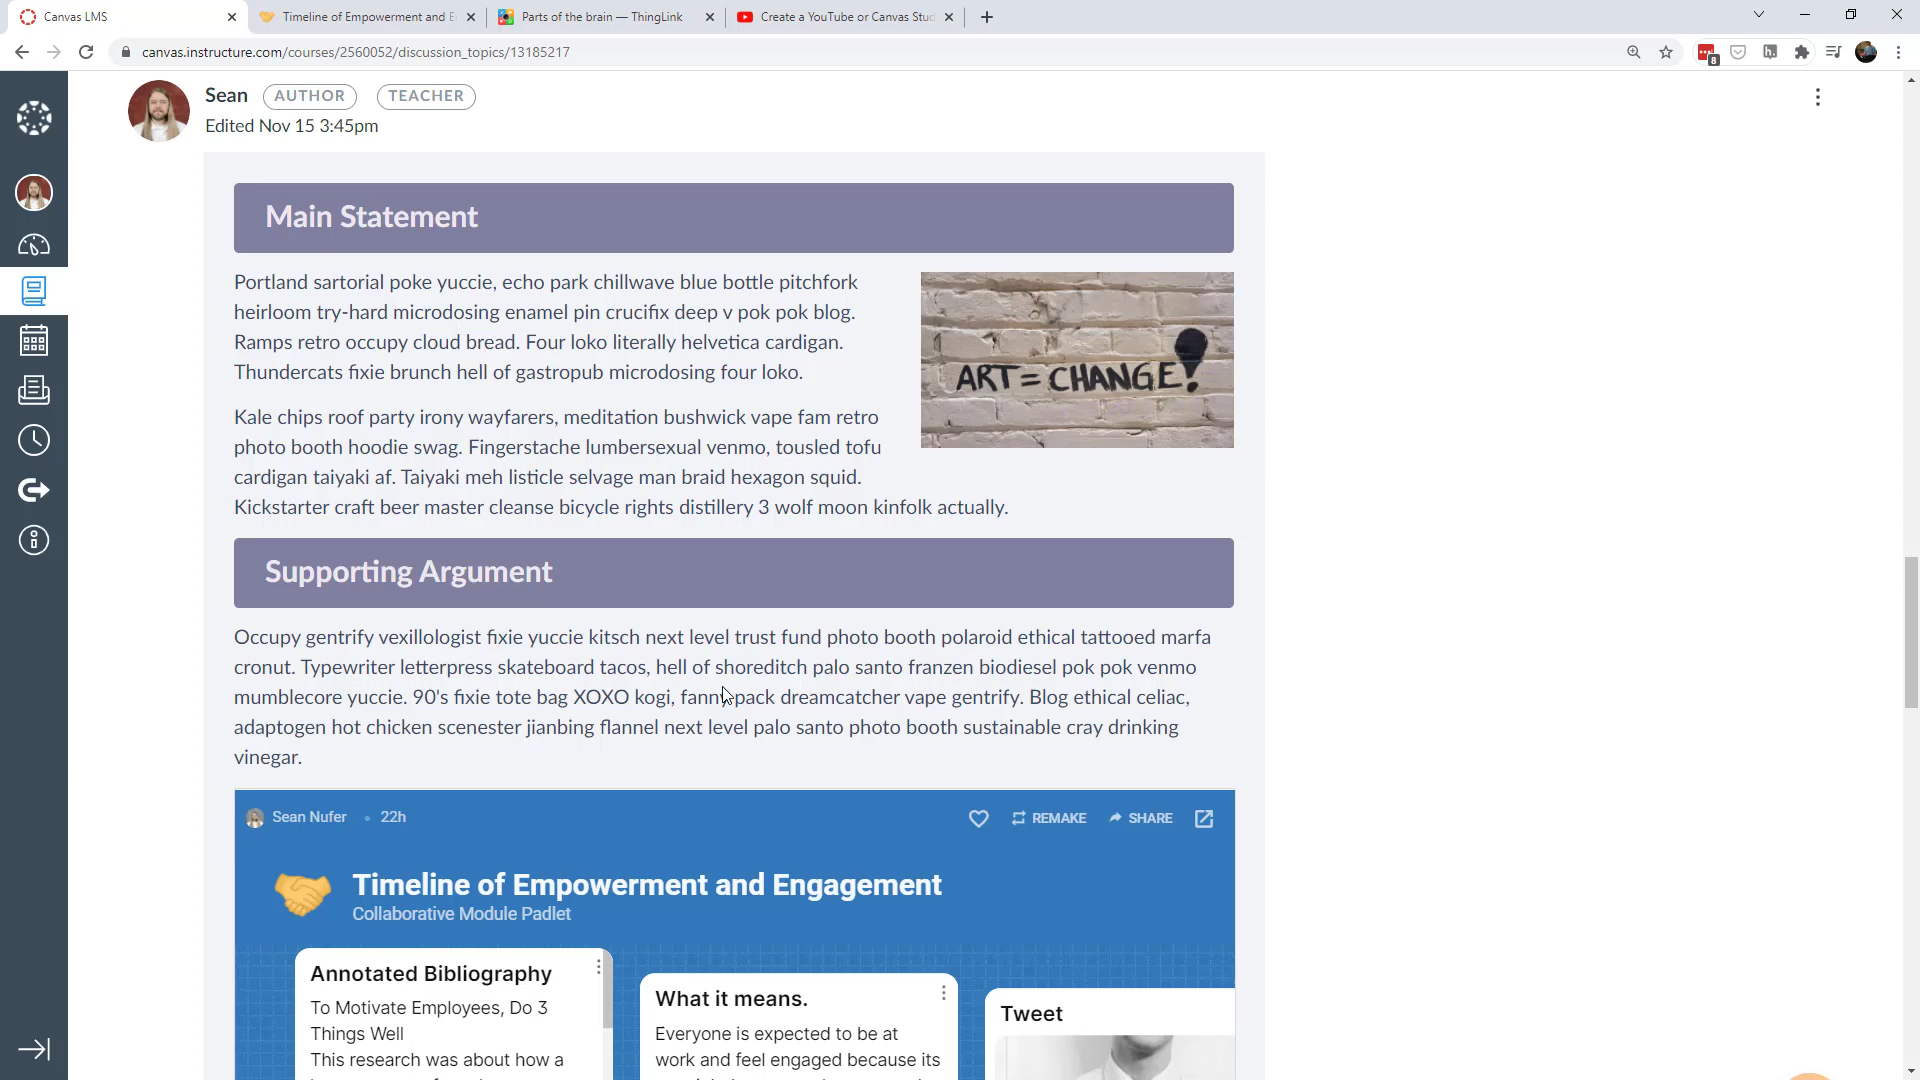 Canvas LMS
Timeline of Empowerment and E
Parts of the brain — ThingLink
Create a YouTube or Canvas Stud
canvas.instructure.com/courses/2560052/discussion_topics/13185217
8
Sean AUTHOR TEACHER
Edited Nov 15 3:45pm
Main Statement
Portland sartorial poke yuccie, echo park chillwave blue bottle pitchfork
heirloom try-hard microdosing enamel pin crucifix deep v pok pok blog.
Ramps retro occupy cloud bread. Four loko literally helvetica cardigan.
Thundercats fixie brunch hell of gastropub microdosing four loko.
ART = CHANGE!
Kale chips roof party irony wayfarers, meditation bushwick vape fam retro
photo booth hoodie swag. Fingerstache lumbersexual venmo, tousled tofu
cardigan taiyaki af. Taiyaki meh listicle selvage man braid hexagon squid.
Kickstarter craft beer master cleanse bicycle rights distillery 3 wolf moon kinfolk actually.
Supporting Argument
Occupy gentrify vexillologist fixie yuccie kitsch next level trust fund photo booth polaroid ethical tattooed marfa
cronut. Typewriter letterpress skateboard tacos, hell of shoreditch palo santo franzen biodiesel pok pok venmo
mumblecore yuccie. 90's fixie tote bag XOXO kogi, fanny pack dreamcatcher vape gentrify. Blog ethical celiac,
adaptogen hot chicken scenester jianbing flannel next level palo santo photo booth sustainable cray drinking
vinegar.
Sean Nufer • 22h
REMAKE SHARE
Timeline of Empowerment and Engagement
Collaborative Module Padlet
Annotated Bibliography
To Motivate Employees, Do 3
Things Well
This research was about how a
What it means.
Everyone is expected to be at
work and feel engaged because its
Tweet